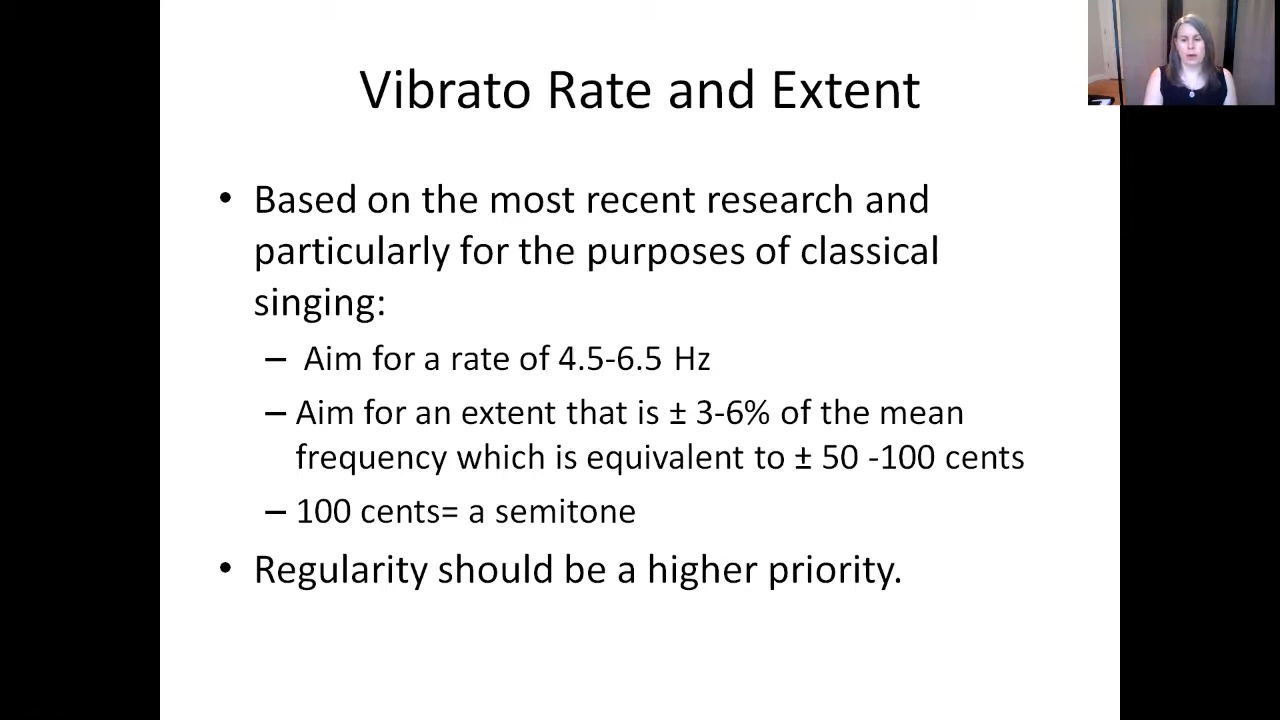 Vibrato Rate and Extent
• Based on the most recent research and
particularly for the purposes of classical
singing:
– Aim for a rate of 4.5-6.5 Hz
– Aim for an extent that is ± 3-6% of the mean
frequency which is equivalent to ± 50 -100 cents
– 100 cents= a semitone
• Regularity should be a higher priority.